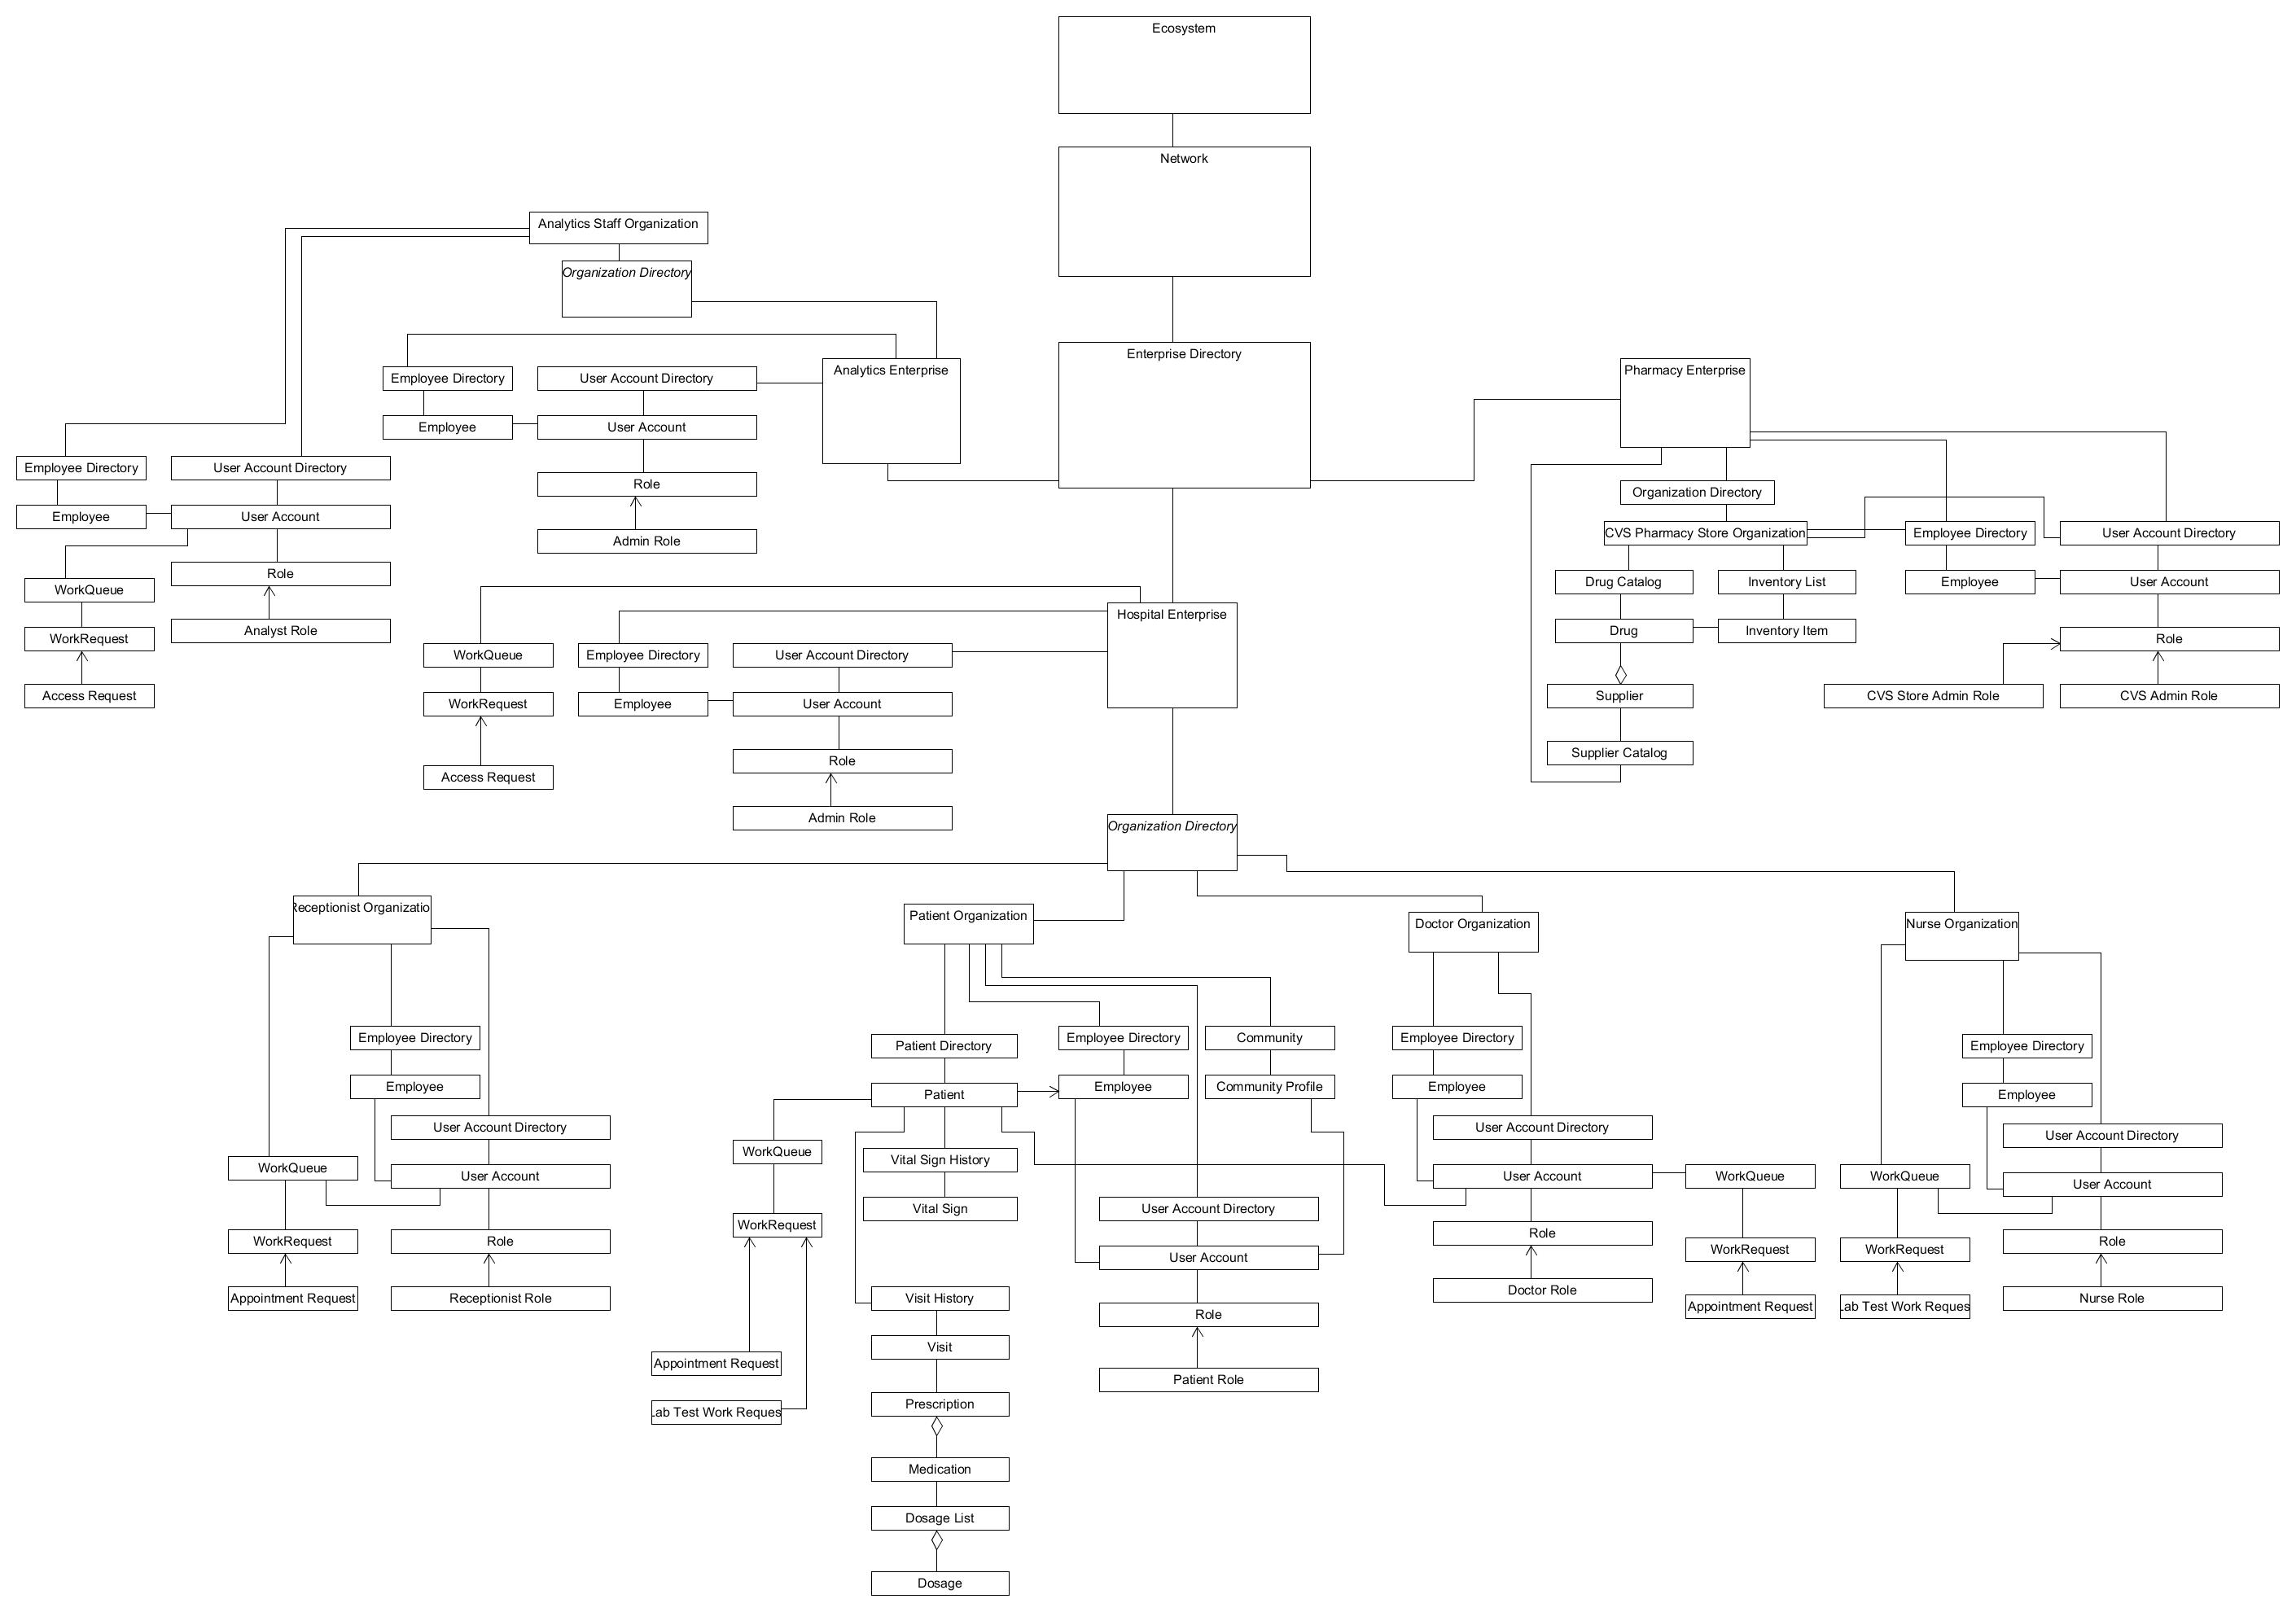 Ecosystem
Network
Analytics Staff Organization
Organization Directory
Enterprise Directory
Analytics Enterprise
Pharmacy Enterprise
Employee Directory
User Account Directory
Employee
User Account
Role
Admin Role
Employee Directory
User Account Directory
Employee
User Account
Role
Analyst Role
WorkQueue
WorkRequest
Access Request
Organization Directory
CVS Pharmacy Store Organization
Employee Directory
User Account Directory
Drug Catalog
Inventory List
Employee
User Account
Drug
Inventory Item
Role
Supplier
CVS Store Admin Role
CVS Admin Role
Supplier Catalog
Hospital Enterprise
WorkQueue
Employee Directory
User Account Directory
WorkRequest
Employee
User Account
Role
Access Request
Admin Role
Organization Directory
Receptionist Organizatio
Patient Organization
Doctor Organization
Nurse Organization
Employee Directory
Employee
User Account Directory
WorkQueue
User Account
WorkRequest
Role
Appointment Request
Receptionist Role
Patient Directory
Employee Directory
Community
Patient
Employee
Community Profile
WorkQueue
Vital Sign History
Vital Sign
WorkRequest
User Account Directory
User Account
Visit History
Role
Visit
Appointment Request
Patient Role
Prescription
Lab Test Work Reques
Medication
Dosage List
Dosage
Employee Directory
Employee
User Account Directory
User Account
WorkQueue
Role
WorkRequest
Doctor Role
Appointment Request
Employee Directory
Employee
User Account Directory
WorkQueue
User Account
WorkRequest
Role
Lab Test Work Reques
Nurse Role